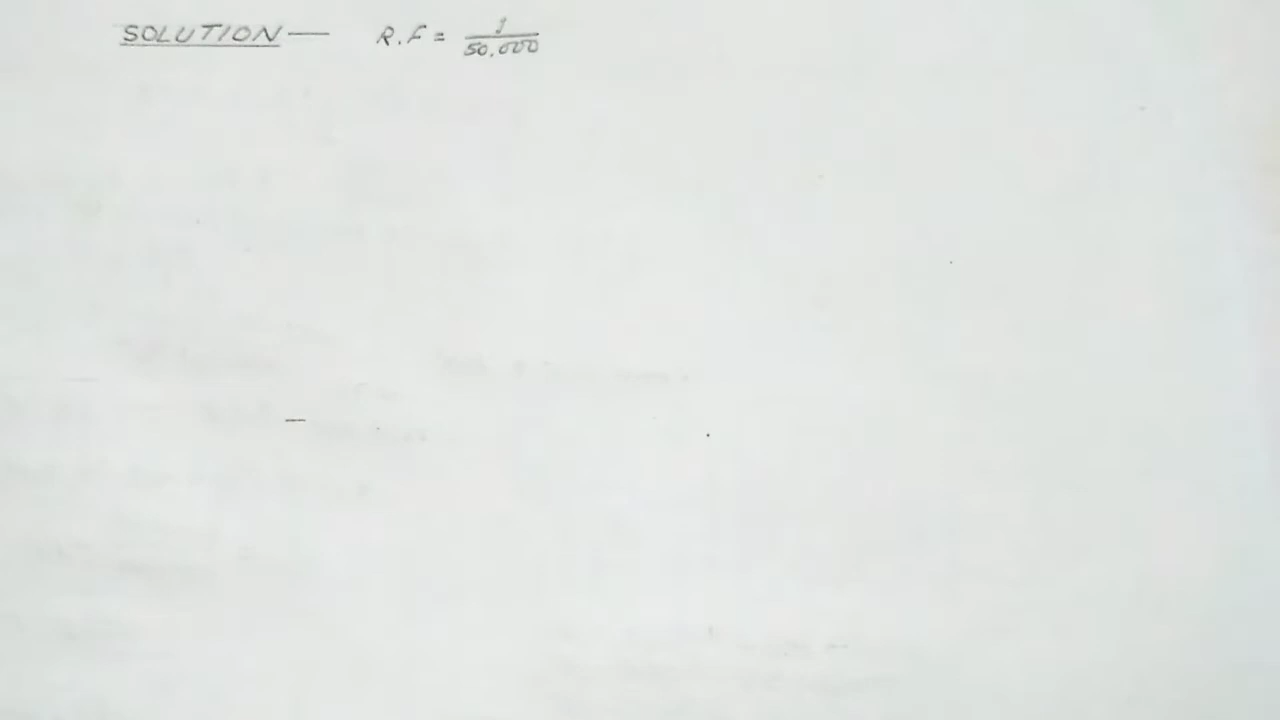 SOLUTION— R.F = 1/50,000